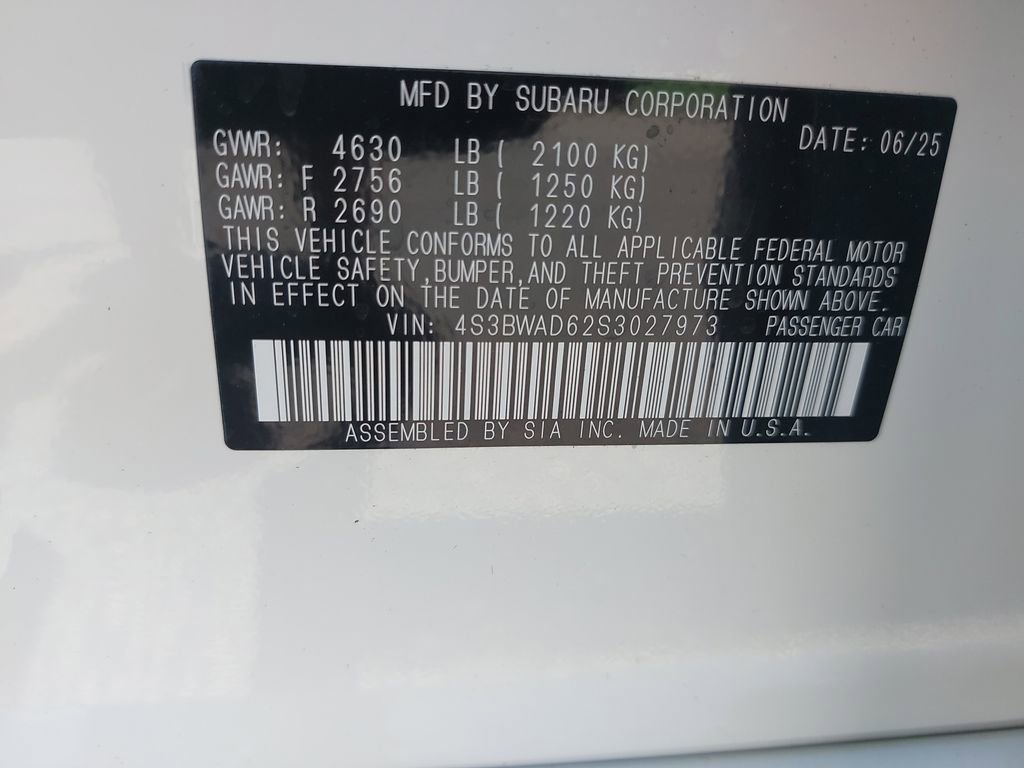 MFD BY SUBARU CORPORATION
DATE: 06/25
GVWR: 4630 LB ( 2100 KG)
GAWR: F 2756 LB ( 1250 KG)
GAWR: R 2690 LB ( 1220 KG)
THIS VEHICLE CONFORMS TO ALL APPLICABLE FEDERAL MOTOR
VEHICLE SAFETY,BUMPER,AND THEFT PREVENTION STANDARDS
IN EFFECT ON THE DATE OF MANUFACTURE SHOWN ABOVE.
VIN: 4S3BWAD62S3027973 PASSENGER CAR
ASSEMBLED BY SIA INC. MADE IN U.S.A.